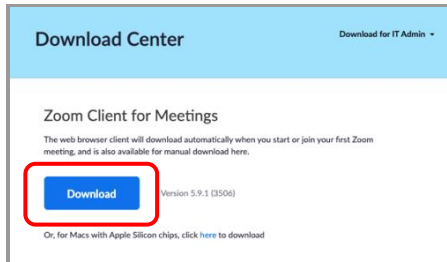 Download Center
Download for IT Admin
Zoom Client for Meetings
The web browser client will download automatically when you start or join your first Zoom
meeting, and is also available for manual download here.
Download
Version 5.9.1 (3506)
Or, for Macs with Apple Silicon chips, click here to download